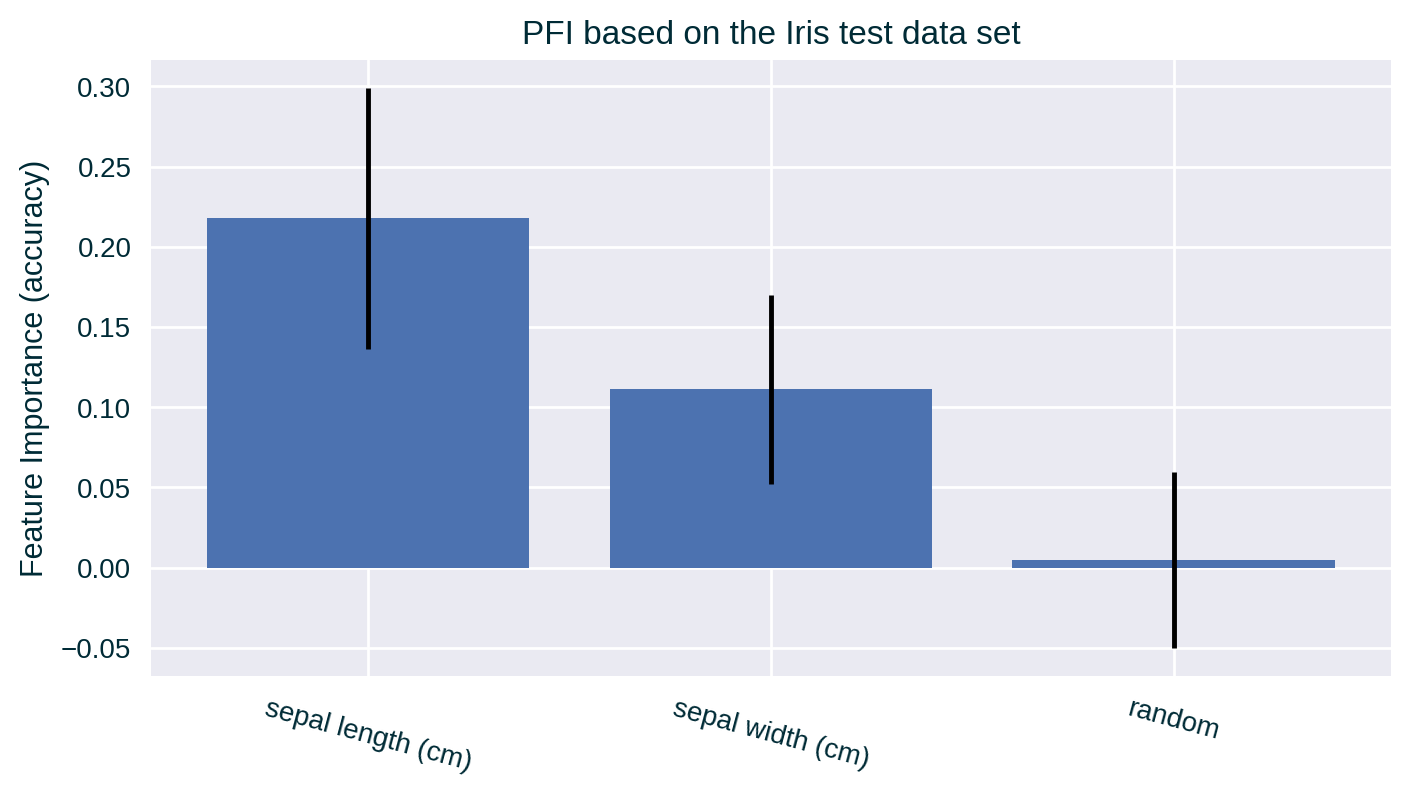 PFI based on the Iris test data set
Feature Importance (accuracy)
0.30
0.25
0.20
0.15
0.10
0.05
0.00
−0.05
sepal length (cm)
sepal width (cm)
random